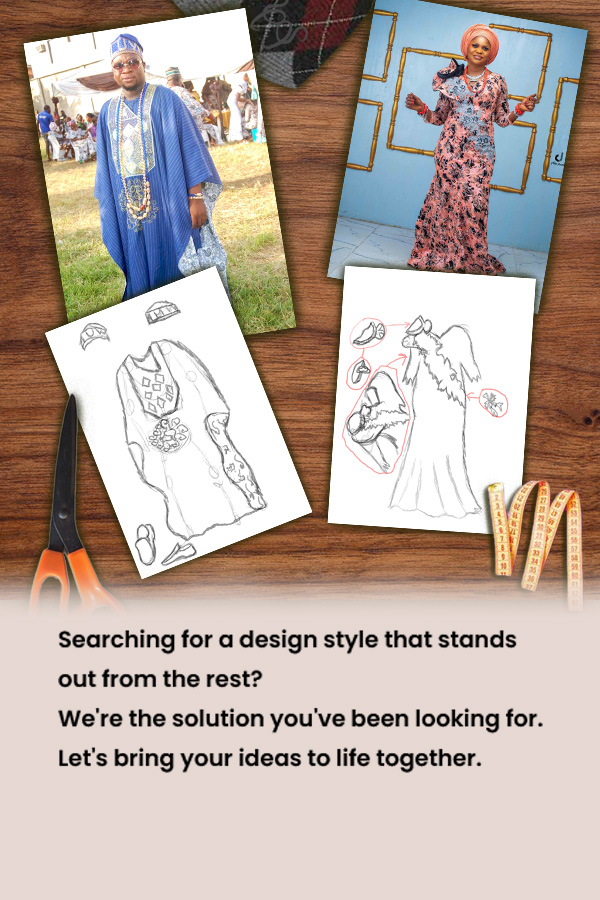 Searching for a design style that stands
out from the rest?
We're the solution you've been looking for.
Let's bring your ideas to life together.